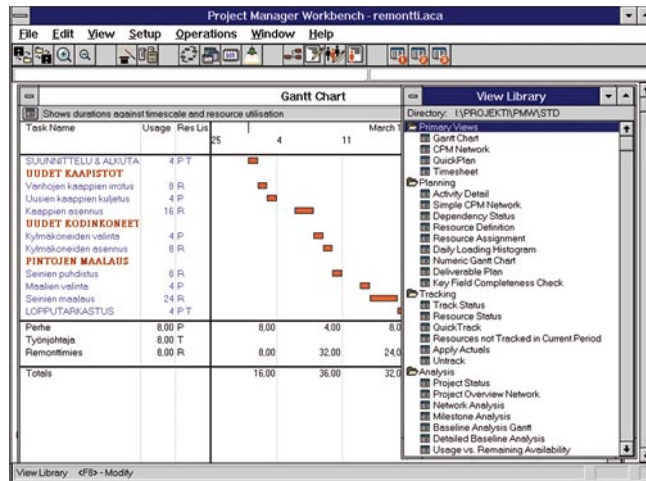 Project Manager Workbench - remontti.aca
File Edit View Setup Operations Window Help
Gantt Chart
Shows durations against timescale and resource utilisation
Task Name Usage Res Lis March 1
25 4 11
SUUNNITTELU & ALKUTA 4 P T
UUDET KAAPISTOT
Vanhojen kaappien irrotus 8 R
Uusien kaappien kuljetus 4 P
Kaappien asennus 16 R
UUDET KODINKONEET
Kylmäkoneiden valinta 4 P
Kylmäkoneiden asennus 8 R
PINTOJEN MAALAUS
Seinien puhdistus 8 R
Maalien valinta 4 P
Seinien maalaus 24 R
LOPPUTARKASTUS 4 P T
Perhe 8,00 P 8,00 4,00 8,0
Työnjohtaja 8,00 T
Remonttimies 8,00 R 8,00 32,00 24,0
Totals 16,00 36,00 32,0
View Library
Directory: I:\PROJEKTI\PMW\STD
Primary Views
Gantt Chart
CPM Network
QuickPlan
Timesheet
Planning
Activity Detail
Simple CPM Network
Dependency Status
Resource Definition
Resource Assignment
Daily Loading Histogram
Numeric Gantt Chart
Deliverable Plan
Key Field Completeness Check
Tracking
Track Status
Resource Status
QuickTrack
Resources not Tracked in Current Period
Apply Actuals
Untrack
Analysis
Project Status
Project Overview Network
Network Analysis
Milestone Analysis
Baseline Analysis Gantt
Detailed Baseline Analysis
Usage vs. Remaining Availability
View Library <F8> - Modify